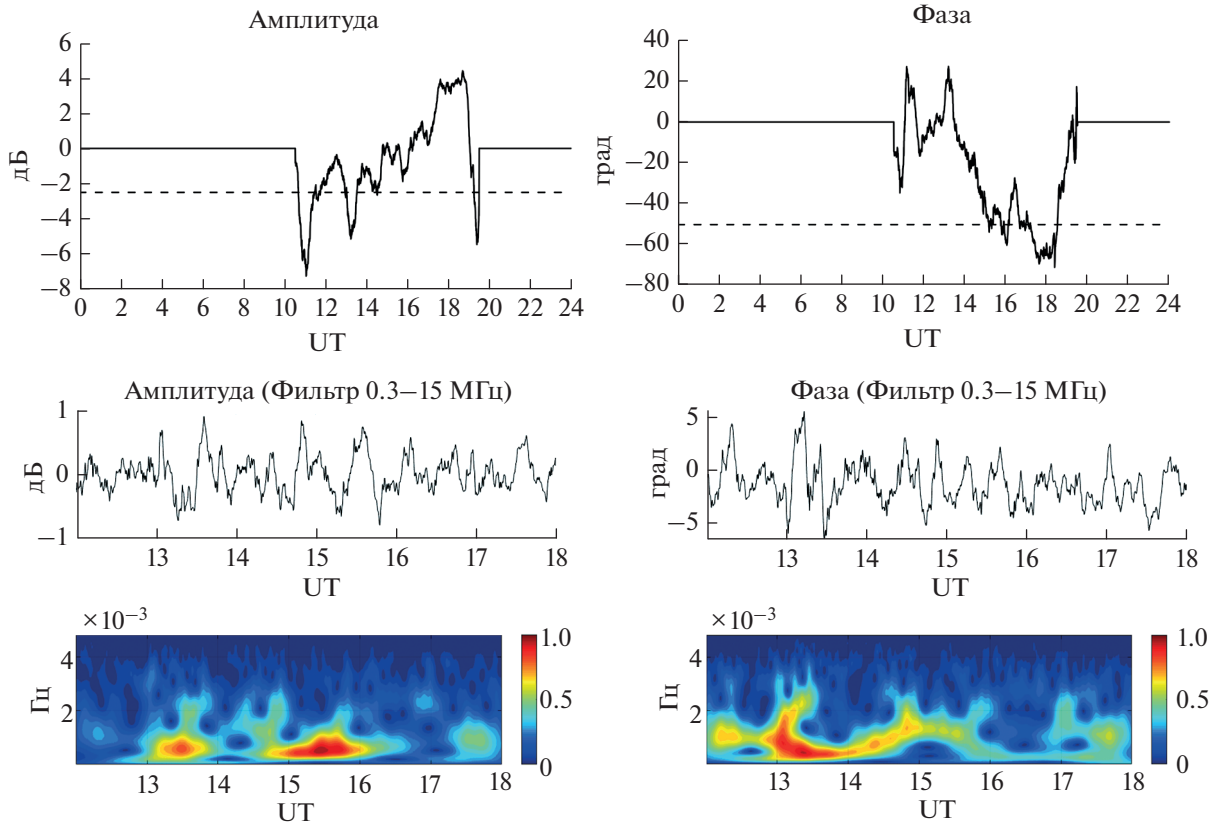 Амплитуда
6
4
2
0
−2
−4
−6
−8
дБ
0 2 4 6 8 10 12 14 16 18 20 22 24
UT
Фаза
40
20
0
−20
−40
−60
−80
град
0 2 4 6 8 10 12 14 16 18 20 22 24
UT
Амплитуда (Фильтр 0.3–15 МГц)
1
0
−1
дБ
13 14 15 16 17 18
UT
Фаза (Фильтр 0.3–15 МГц)
5
0
−5
град
13 14 15 16 17 18
UT
×10−3
4
2
Гц
13 14 15 16 17 18
UT
1.0
0.5
0
×10−3
4
2
Гц
13 14 15 16 17 18
UT
1.0
0.5
0